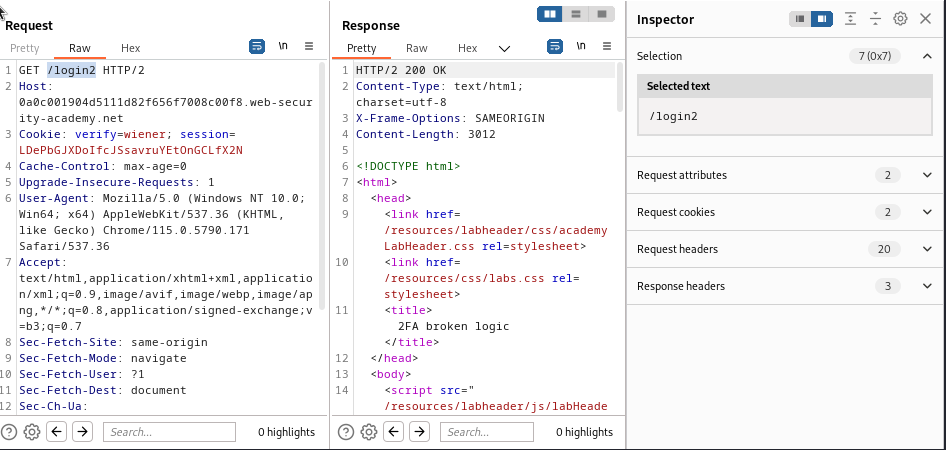 Request
Pretty Raw Hex \n
1 GET /login2 HTTP/2
2 Host:
0a0c001904d5111d82f656f7008c00f8.web-secur
ity-academy.net
3 Cookie: verify=wiener; session=
LDePbGJXDoIfcJSsavruYEtOnGCLfX2N
4 Cache-Control: max-age=0
5 Upgrade-Insecure-Requests: 1
6 User-Agent: Mozilla/5.0 (Windows NT 10.0;
Win64; x64) AppleWebKit/537.36 (KHTML,
like Gecko) Chrome/115.0.5790.171
Safari/537.36
7 Accept:
text/html,application/xhtml+xml,applicatio
n/xml;q=0.9,image/avif,image/webp,image/ap
ng,*/*;q=0.8,application/signed-exchange;v
=b3;q=0.7
8 Sec-Fetch-Site: same-origin
9 Sec-Fetch-Mode: navigate
10 Sec-Fetch-User: ?1
11 Sec-Fetch-Dest: document
12 Sec-Ch-Ua:
Search... 0 highlights
Response
Pretty Raw Hex \n
1 HTTP/2 200 OK
2 Content-Type: text/html;
charset=utf-8
3 X-Frame-Options: SAMEORIGIN
4 Content-Length: 3012
5
6 <!DOCTYPE html>
7 <html>
8 <head>
9 <link href=
/resources/labheader/css/academy
LabHeader.css rel=stylesheet>
10 <link href=
/resources/css/labs.css rel=
stylesheet>
11 <title>
2FA broken logic
</title>
12 </head>
13 <body>
14 <script src="
/resources/labheader/js/labHeade
Search... 0 highlights
Inspector
Selection 7 (0x7)
Selected text
/login2
Request attributes 2
Request cookies 2
Request headers 20
Response headers 3